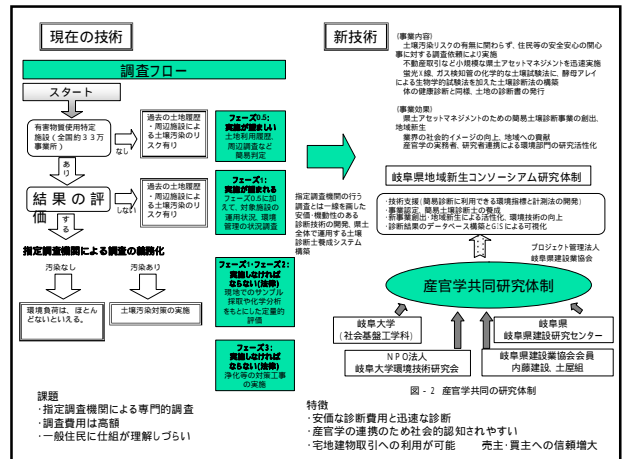 現在の技術
調査フロー
スタート
有害物質使用特定
施設(全国約33万
事業所)
なし
過去の土地履歴
・周辺施設によ
る土壌汚染のリ
スク有り
あり
結果の評
価
しない
過去の土地履歴
・周辺施設によ
る土壌汚染のリ
スク有り
する
指定調査機関による調査の義務化
汚染なし
汚染あり
環境負荷は、ほとん
どないといえる。
土壌汚染対策の実施
フェーズ0.5:
実施が望ましい
土地利用履歴、
周辺調査など
簡易判定
フェーズ1:
実施が望まれる
フェーズ0.5に加
えて、対象施設の
運用状況、環境
管理の状況調査
フェーズ1・フェーズ2:
実施しなければ
ならない(法律)
現地でのサンプル
採取や化学分析
をもとにした定量的
評価
フェーズ3:
実施しなければ
ならない(法律)
浄化等の対策工事
の実施
課題
・指定調査機関による専門的調査
・調査費用は高額
・一般住民に仕組が理解しづらい
新技術
(事業内容)
土壌汚染リスクの有無に関わらず、住民等の安全安心の関心
事に対する調査依頼により実施
不動産取引など小規模な県土アセットマネジメントを迅速実施
蛍光X線、ガス検知管の化学的な土壌試験法に、酵母アレイ
による生物学的試験法を加えた土壌診断法の構築
体の健康診断と同様、土地の診断書の発行
(事業効果)
県土アセットマネジメントのための簡易土壌診断事業の創出、
地域新生
業界の社会的イメージの向上、地域への貢献
産官学の実務者、研究者連携による環境部門の研究活性化
指定調査機関の行う
調査とは一線を画した
安価・機動性のある
診断技術の開発、県土
全体で運用する土壌
診断士養成システム
構築
岐阜県地域新生コンソーシアム研究体制
・技術支援(簡易診断に利用できる環境指標と計測法の開発)
・事業認定、簡易土壌診断士の養成
・新事業創出・地域新生による活性化、環境技術の向上
・診断結果のデータベース構築とGISによる可視化
プロジェクト管理法人
岐阜県建設業協会
産官学共同研究体制
岐阜大学
(社会基盤工学科)
岐阜県
岐阜県建設研究センター
NPO法人
岐阜大学環境技術研究会
岐阜県建設業協会会員
内藤建設、土屋組
図-2 産官学共同の研究体制
特徴
・安価な診断費用と迅速な診断
・産官学の連携のため社会的認知されやすい
・宅地建物取引への利用が可能 売主・買主への信頼増大